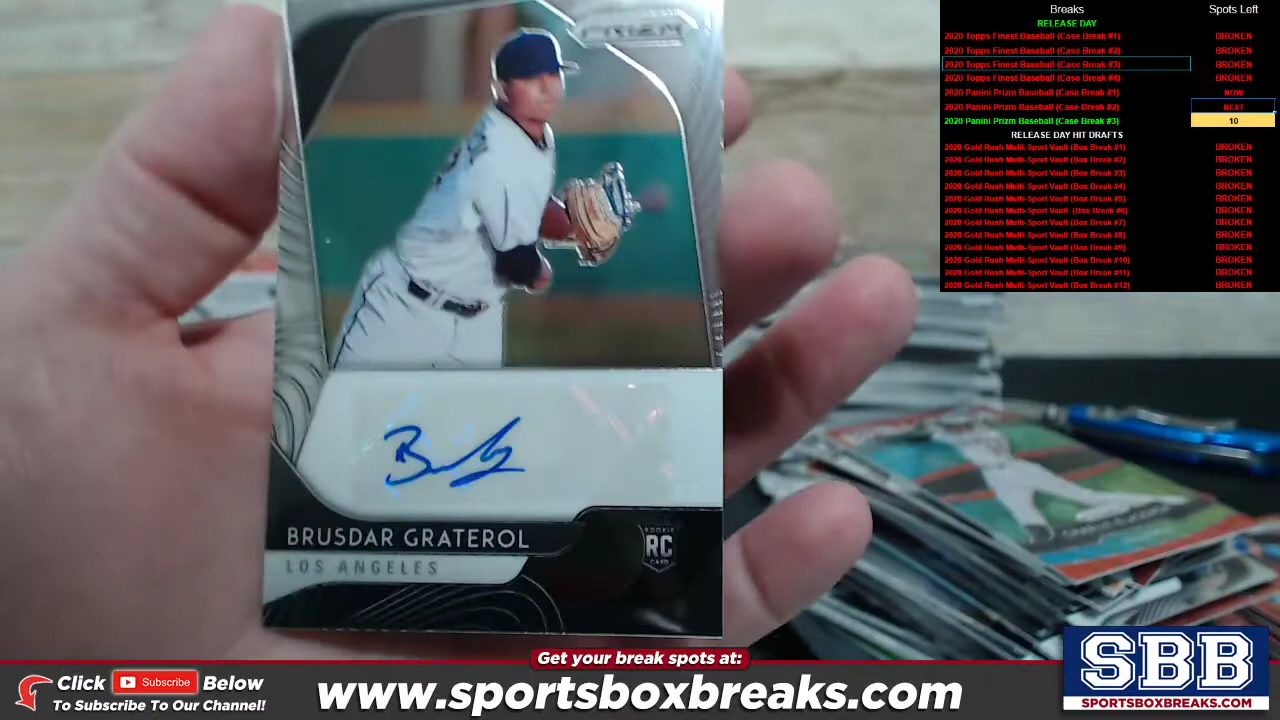 PRIZM
BRUSDAR GRATEROL
LOS ANGELES
ROOKIE
RC
CARD
Breaks Spots Left
RELEASE DAY
2020 Topps Finest Baseball (Case Break #1) BROKEN
2020 Topps Finest Baseball (Case Break #2) BROKEN
2020 Topps Finest Baseball (Case Break #3) BROKEN
2020 Topps Finest Baseball (Case Break #4) BROKEN
2020 Panini Prizm Baseball (Case Break #1) NOW
2020 Panini Prizm Baseball (Case Break #2) NEXT
2020 Panini Prizm Baseball (Case Break #3) 10
RELEASE DAY HIT DRAFTS
2020 Gold Rush Multi-Sport Vault (Box Break #1) BROKEN
2020 Gold Rush Multi-Sport Vault (Box Break #2) BROKEN
2020 Gold Rush Multi-Sport Vault (Box Break #3) BROKEN
2020 Gold Rush Multi-Sport Vault (Box Break #4) BROKEN
2020 Gold Rush Multi-Sport Vault (Box Break #5) BROKEN
2020 Gold Rush Multi-Sport Vault (Box Break #6) BROKEN
2020 Gold Rush Multi-Sport Vault (Box Break #7) BROKEN
2020 Gold Rush Multi-Sport Vault (Box Break #8) BROKEN
2020 Gold Rush Multi-Sport Vault (Box Break #9) BROKEN
2020 Gold Rush Multi-Sport Vault (Box Break #10) BROKEN
2020 Gold Rush Multi-Sport Vault (Box Break #11) BROKEN
2020 Gold Rush Multi-Sport Vault (Box Break #12) BROKEN
Get your break spots at:
Click Subscribe Below
To Subscribe To Our Channel!
www.sportsboxbreaks.com
SBB
SPORTSBOXBREAKS.COM